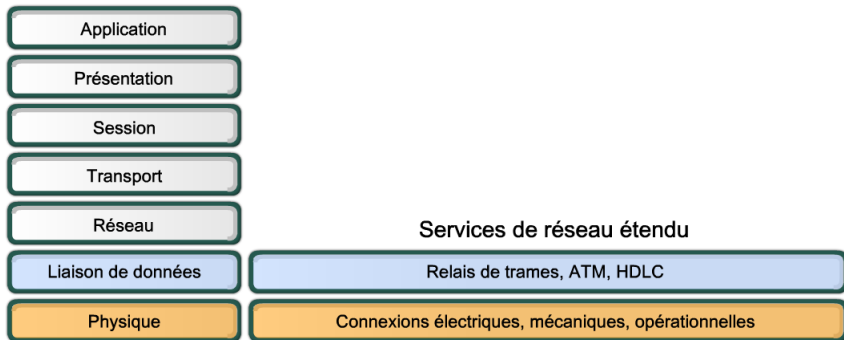 Application
Présentation
Session
Transport
Réseau
Services de réseau étendu
Liaison de données
Relais de trames, ATM, HDLC
Physique
Connexions électriques, mécaniques, opérationnelles